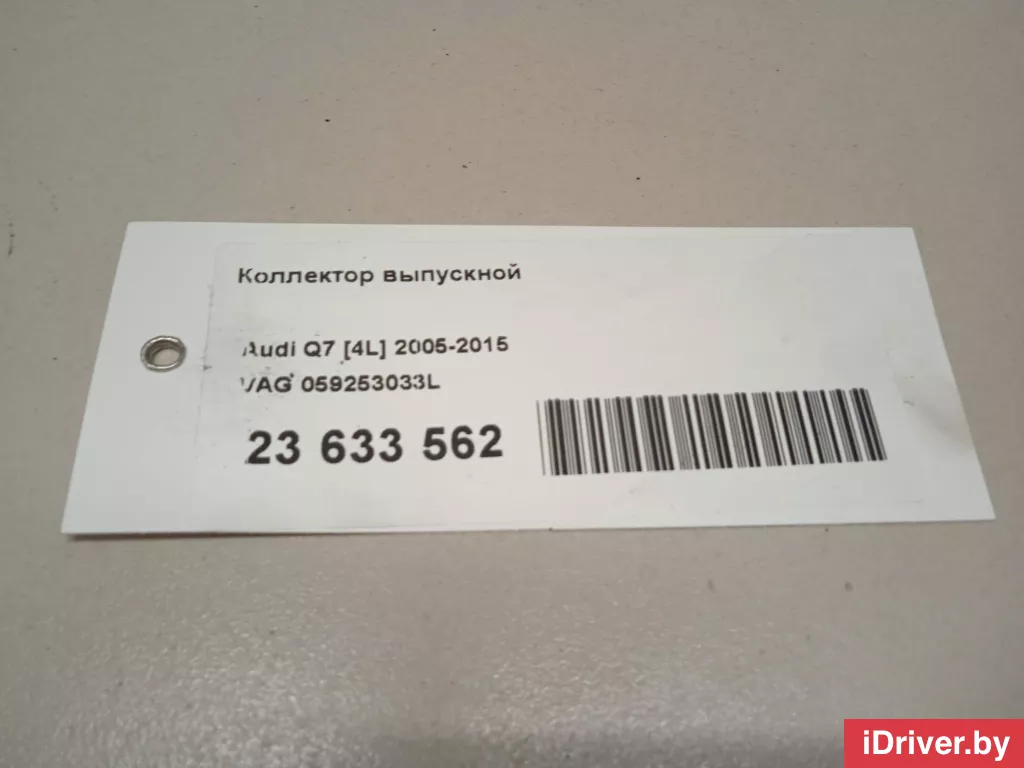 Коллектор выпускной
Audi Q7 [4L] 2005-2015
VAG 059253033L
23 633 562
iDriver.by